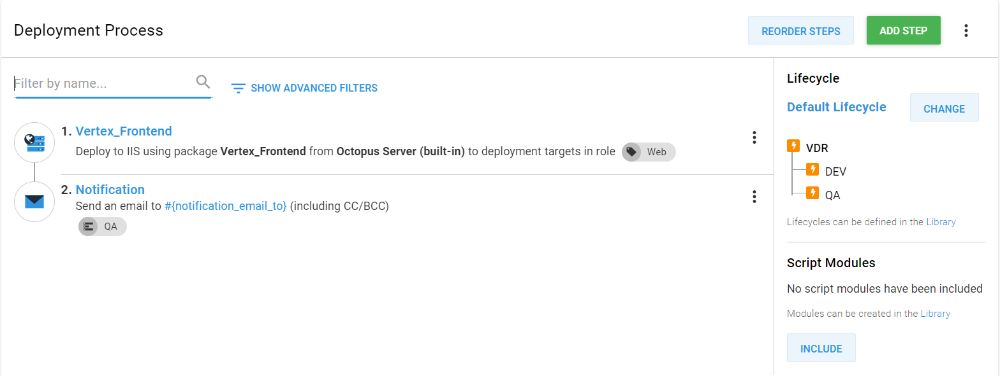 Deployment Process
REORDER STEPS
ADD STEP
Filter by name...
SHOW ADVANCED FILTERS
1. Vertex_Frontend
Deploy to IIS using package Vertex_Frontend from Octopus Server (built-in) to deployment targets in role Web
2. Notification
Send an email to #{notification_email_to} (including CC/BCC)
QA
Lifecycle
Default Lifecycle
CHANGE
VDR
DEV
QA
Lifecycles can be defined in the Library
Script Modules
No script modules have been included
Modules can be created in the Library
INCLUDE